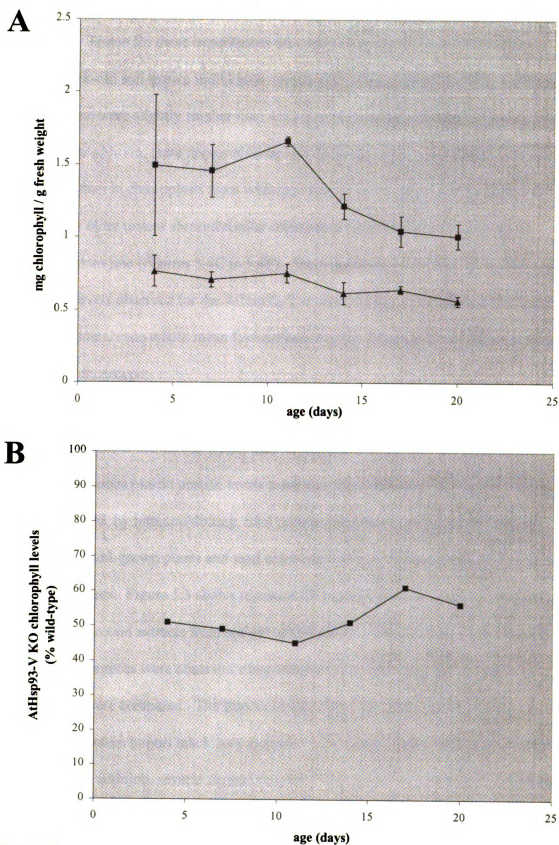 A
2.5
2
1.5
1
0.5
0
mg chlorophyll / g fresh weight
0 5 10 15 20 25
age (days)
B
100
90
80
70
60
50
40
30
20
10
0
AtHsp93-V KO chlorophyll levels
(% wild-type)
0 5 10 15 20 25
age (days)